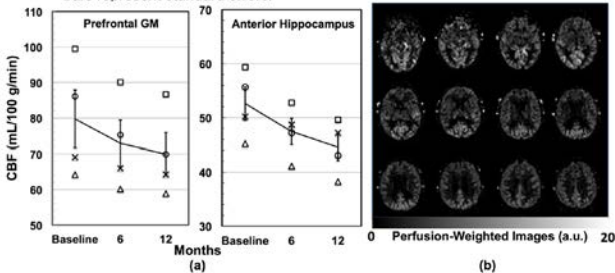 Prefrontal GM
Anterior Hippocampus
CBF (mL/100 g/min)
110
100
90
80
70
60
50
70
60
50
40
30
Baseline 6 12
Baseline 6 12
Months
(a)
0 Perfusion-Weighted Images (a.u.) 20
(b)